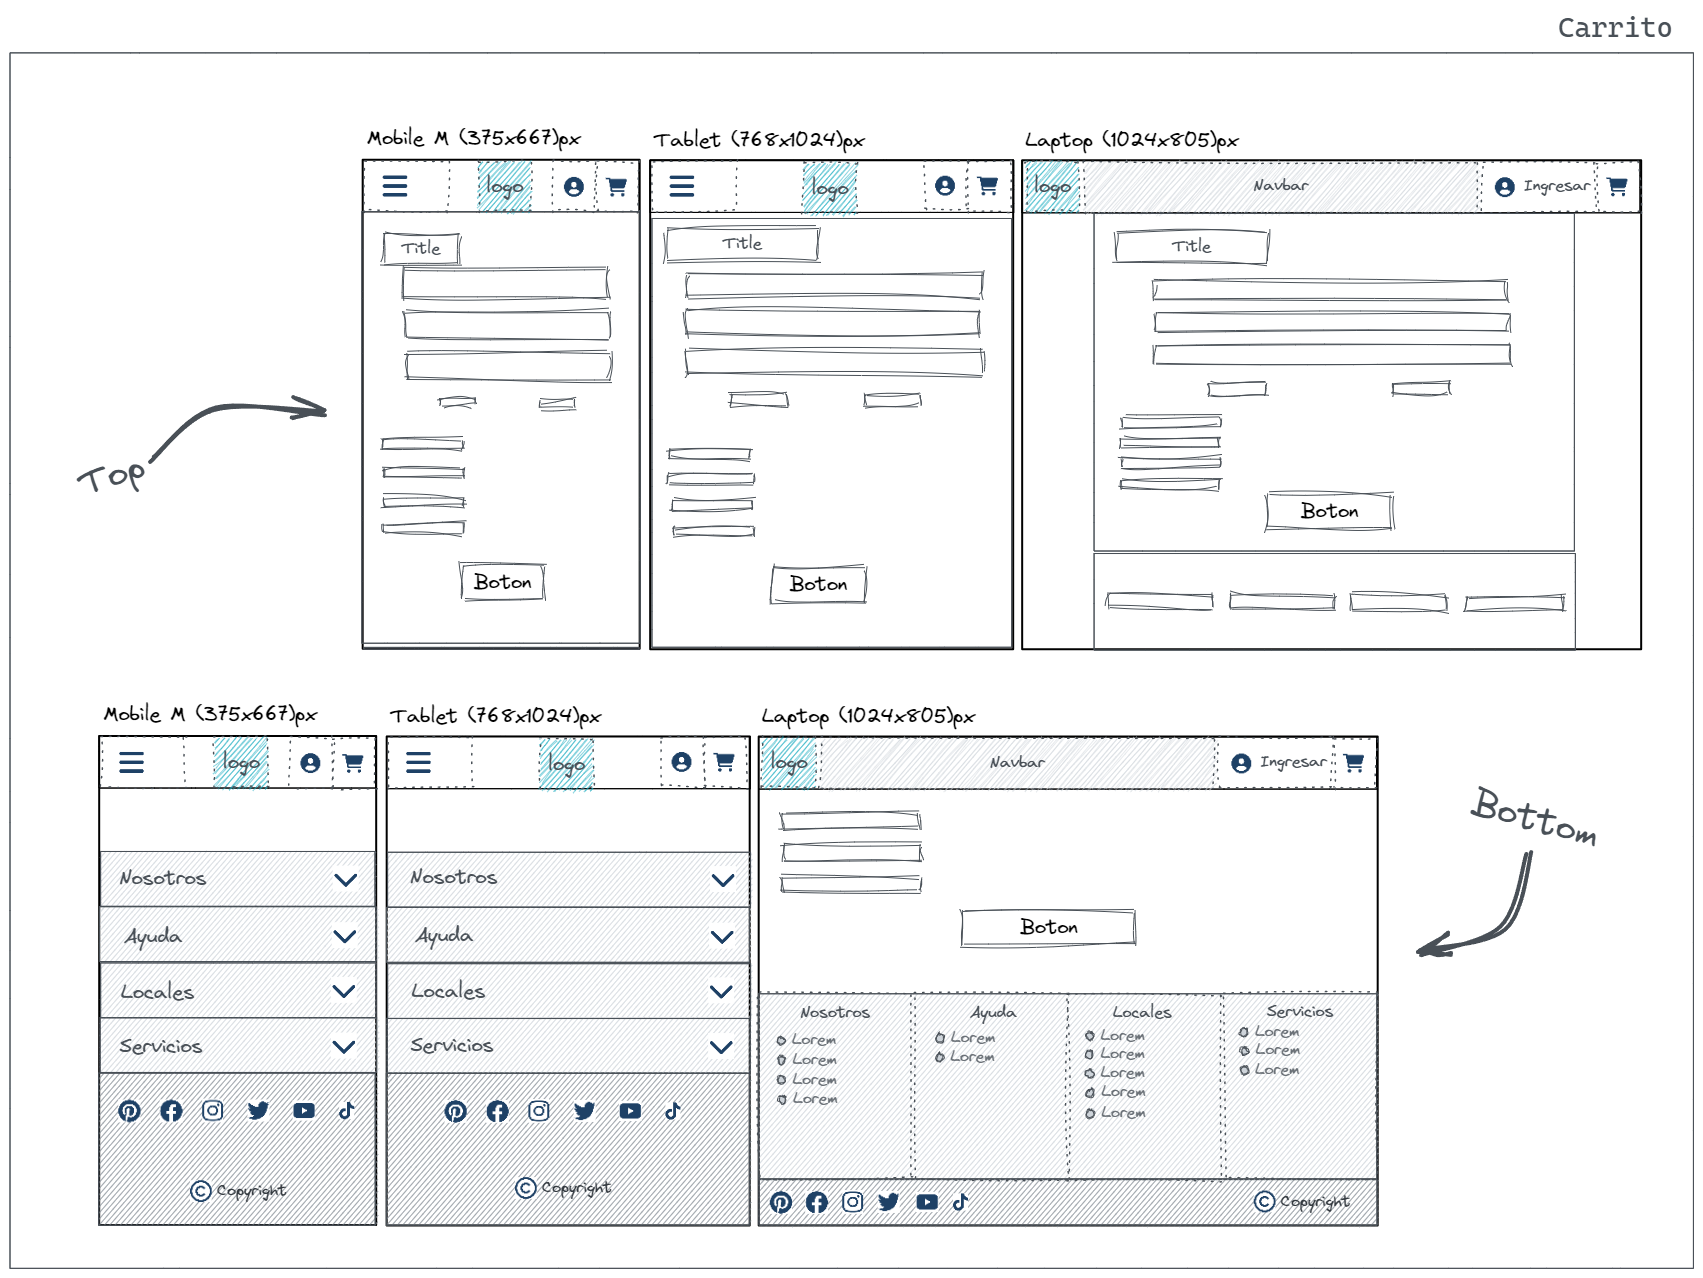 Carrito
Mobile M (375x667)px
Tablet (768x1024)px
Laptop (1024x805)px
logo
logo
logo
Navbar
Ingresar
Title
Title
Title
Top
Boton
Boton
Boton
Mobile M (375x667)px
Tablet (768x1024)px
Laptop (1024x805)px
logo
logo
logo
Navbar
Ingresar
Bottom
Nosotros
Ayuda
Locales
Servicios
Copyright
Nosotros
Ayuda
Locales
Servicios
Copyright
Boton
Nosotros
Lorem
Lorem
Lorem
Lorem
Ayuda
Lorem
Lorem
Locales
Lorem
Lorem
Lorem
Lorem
Lorem
Servicios
Lorem
Lorem
Lorem
Copyright